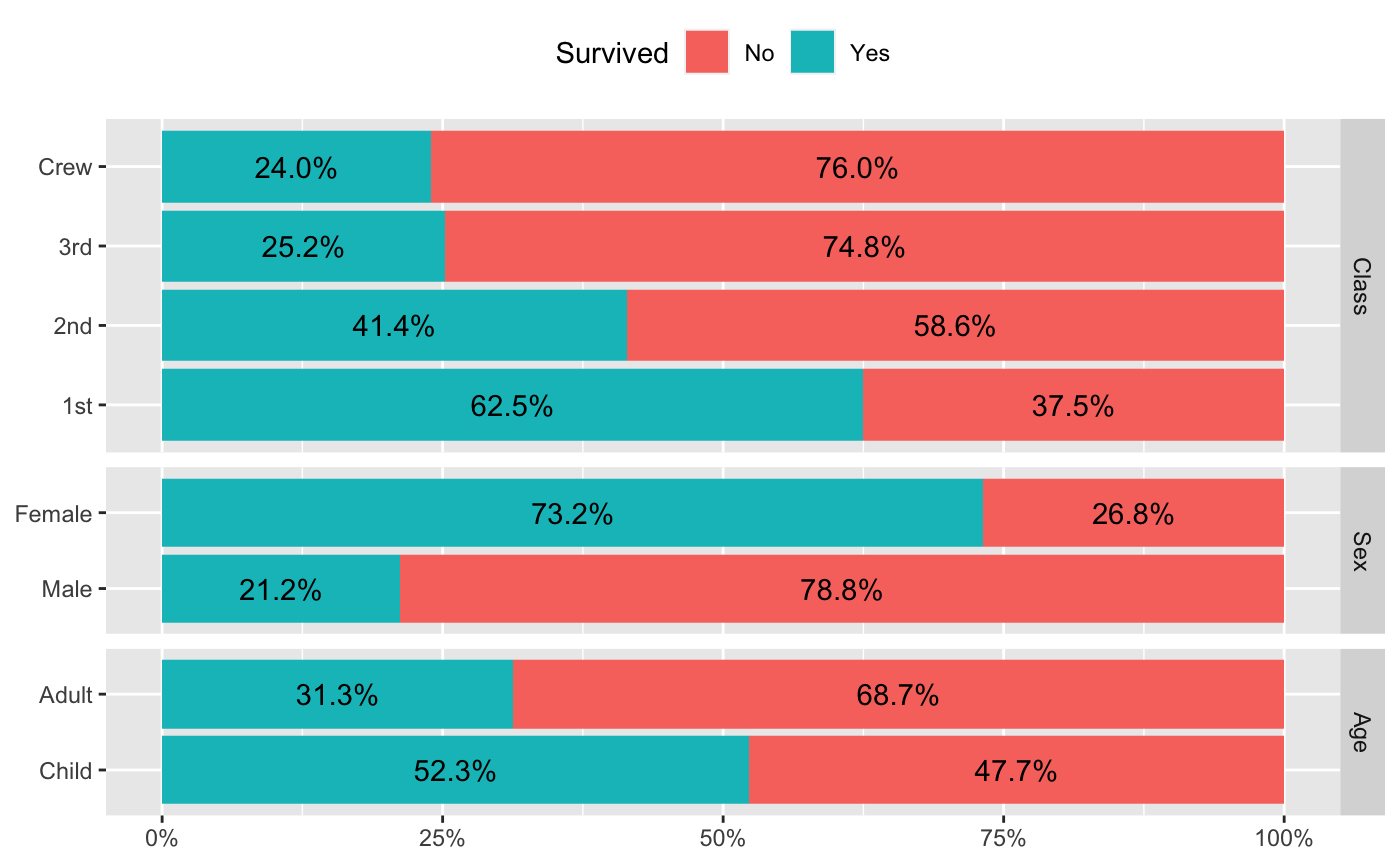 Survived No Yes
Crew 24.0% 76.0%
3rd 25.2% 74.8%
2nd 41.4% 58.6%
1st 62.5% 37.5%
Class
Female 73.2% 26.8%
Male 21.2% 78.8%
Sex
Adult 31.3% 68.7%
Child 52.3% 47.7%
Age
0% 25% 50% 75% 100%